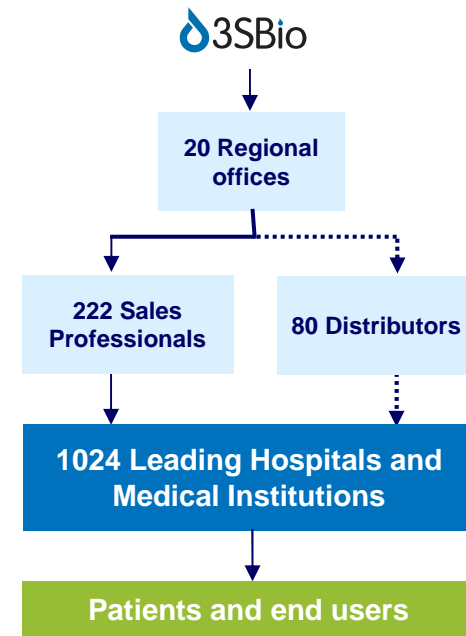 3SBio
20 Regional
offices
222 Sales
Professionals
80 Distributors
1024 Leading Hospitals and
Medical Institutions
Patients and end users